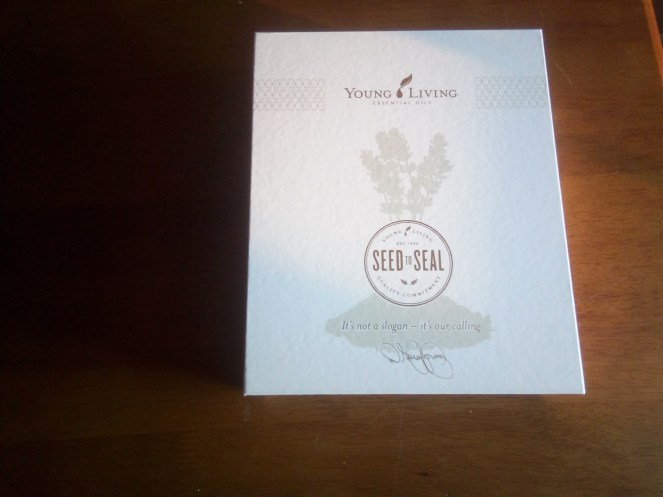 YOUNG LIVING
ESSENTIAL OILS
YOUNG LIVING
EST. 1994
SEED TO SEAL
QUALITY COMMITMENT
It's not a slogan – it's our calling